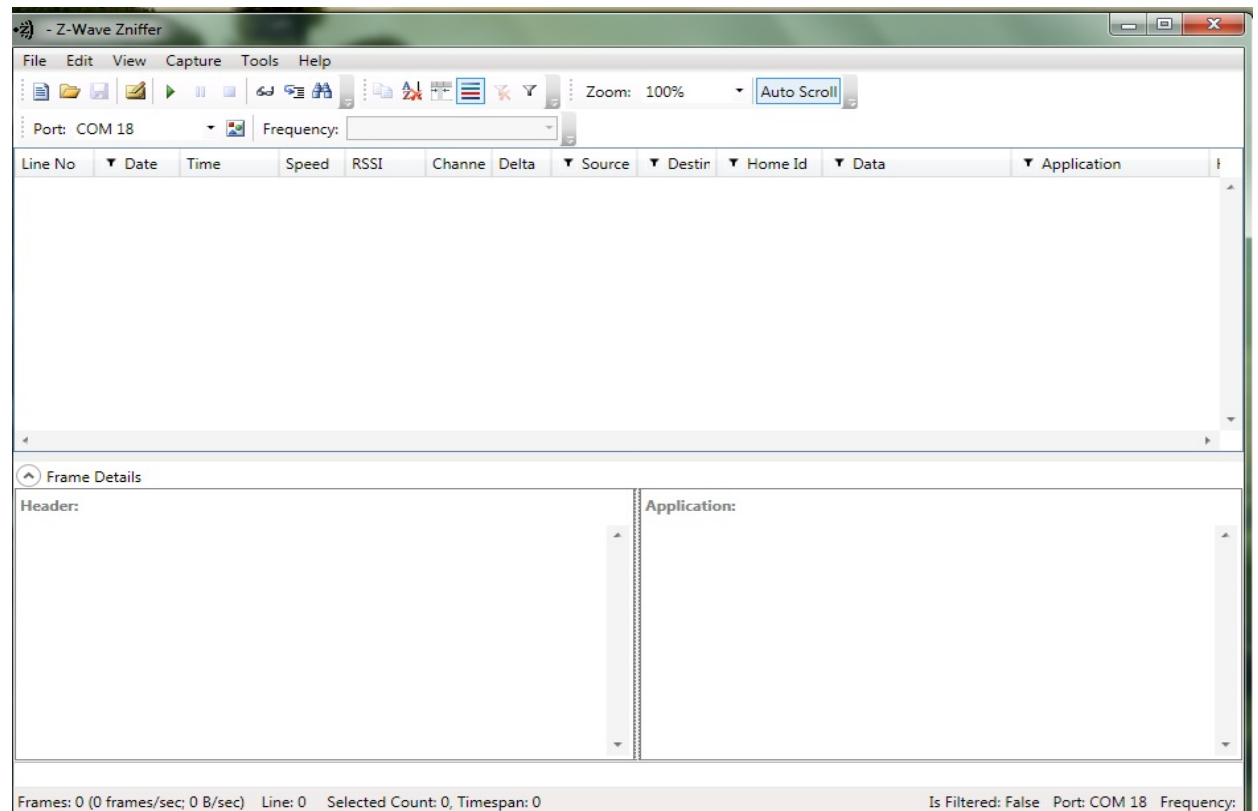 - Z-Wave Zniffer
File Edit View Capture Tools Help
Zoom: 100% Auto Scroll
Port: COM 18 Frequency:
Line No Date Time Speed RSSI Channe Delta Source Destin Home Id Data Application
Frame Details
Header: Application:
Frames: 0 (0 frames/sec; 0 B/sec) Line: 0 Selected Count: 0, Timespan: 0 Is Filtered: False Port: COM 18 Frequency: